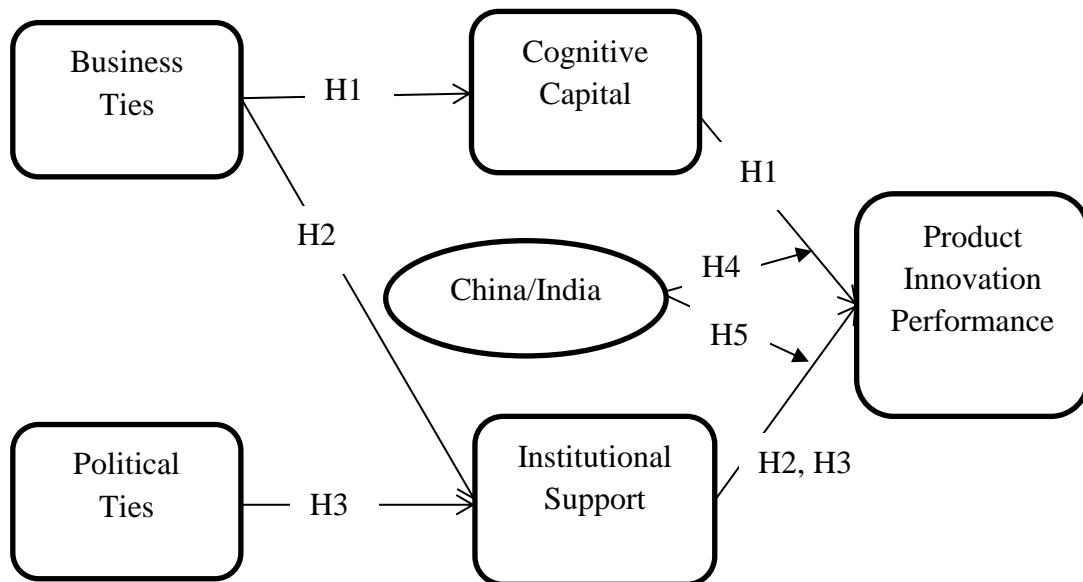 Business
Ties
H1
Cognitive
Capital
H1
H2
China/India
H4
H5
Product
Innovation
Performance
Political
Ties
H3
Institutional
Support
H2, H3